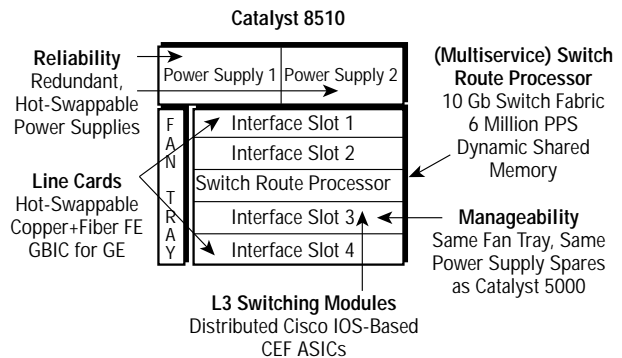 Catalyst 8510
Reliability
Redundant,
Hot-Swappable
Power Supplies
Power Supply 1
Power Supply 2
(Multiservice) Switch
Route Processor
10 Gb Switch Fabric
6 Million PPS
Dynamic Shared
Memory
FAN TRAY
Interface Slot 1
Interface Slot 2
Switch Route Processor
Interface Slot 3
Interface Slot 4
Line Cards
Hot-Swappable
Copper+Fiber FE
GBIC for GE
Manageability
Same Fan Tray, Same
Power Supply Spares
as Catalyst 5000
L3 Switching Modules
Distributed Cisco IOS-Based
CEF ASICs